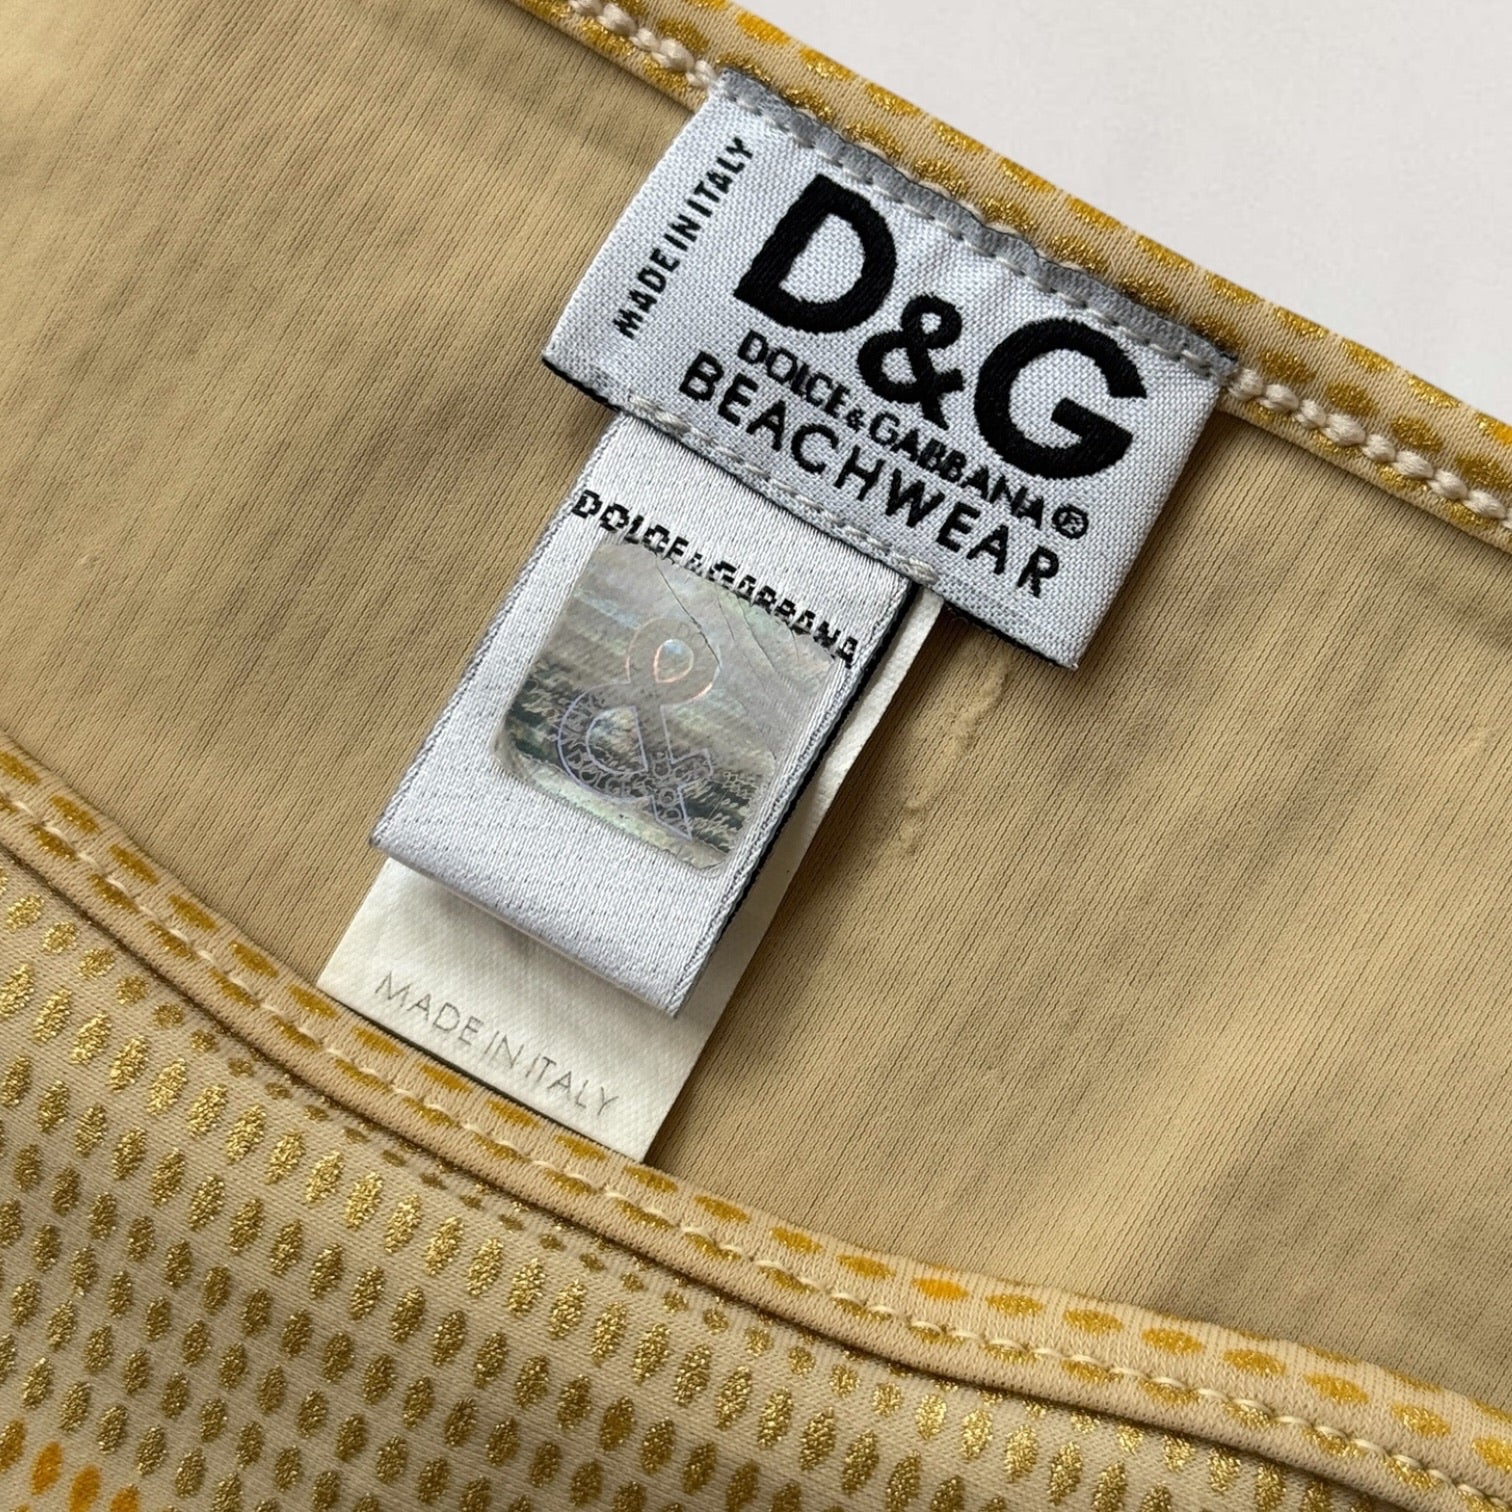 MADE IN ITALY
D&G
DOLCE & GABBANA®
BEACHWEAR
DOLCE & GABBANA
&
MADE IN ITALY